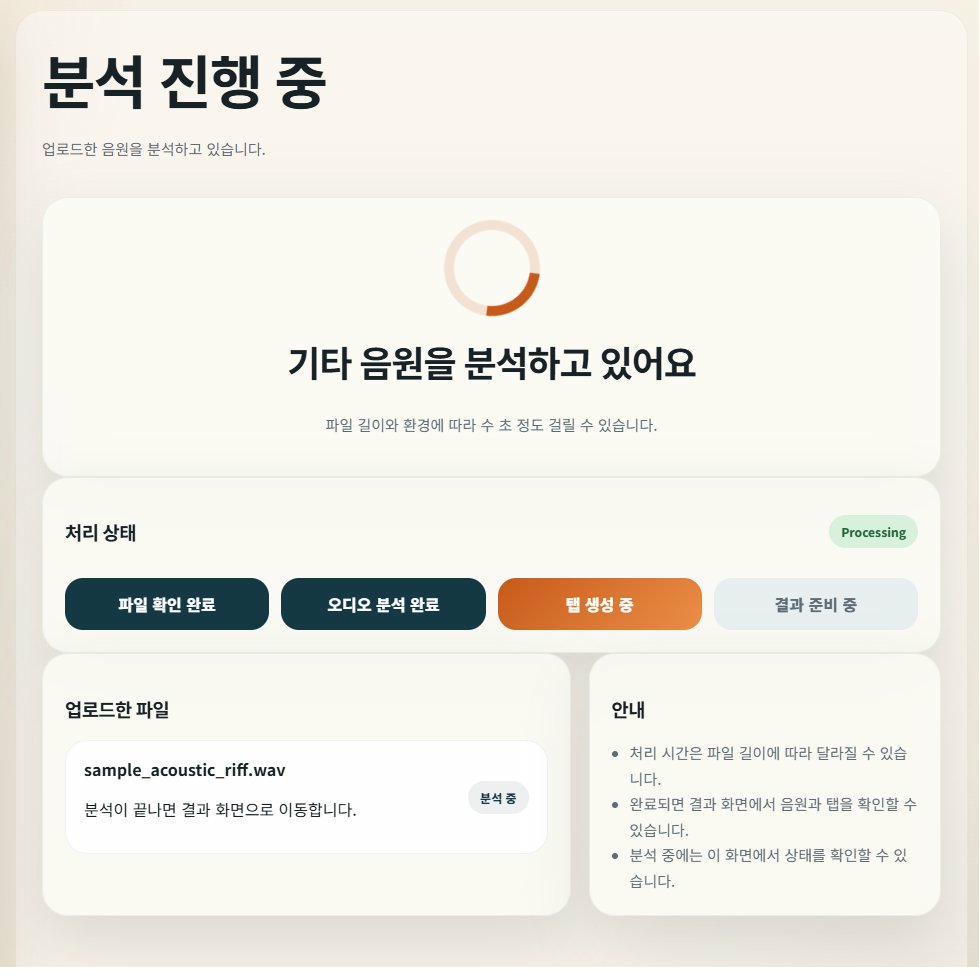 분석 진행 중
업로드한 음원을 분석하고 있습니다.
기타 음원을 분석하고 있어요
파일 길이와 환경에 따라 수 초 정도 걸릴 수 있습니다.
처리 상태
Processing
파일 확인 완료
오디오 분석 완료
탭 생성 중
결과 준비 중
업로드한 파일
sample_acoustic_riff.wav
분석이 끝나면 결과 화면으로 이동합니다.
분석 중
안내
처리 시간은 파일 길이에 따라 달라질 수 있습
니다.
완료되면 결과 화면에서 음원과 탭을 확인할 수
있습니다.
분석 중에는 이 화면에서 상태를 확인할 수 있
습니다.